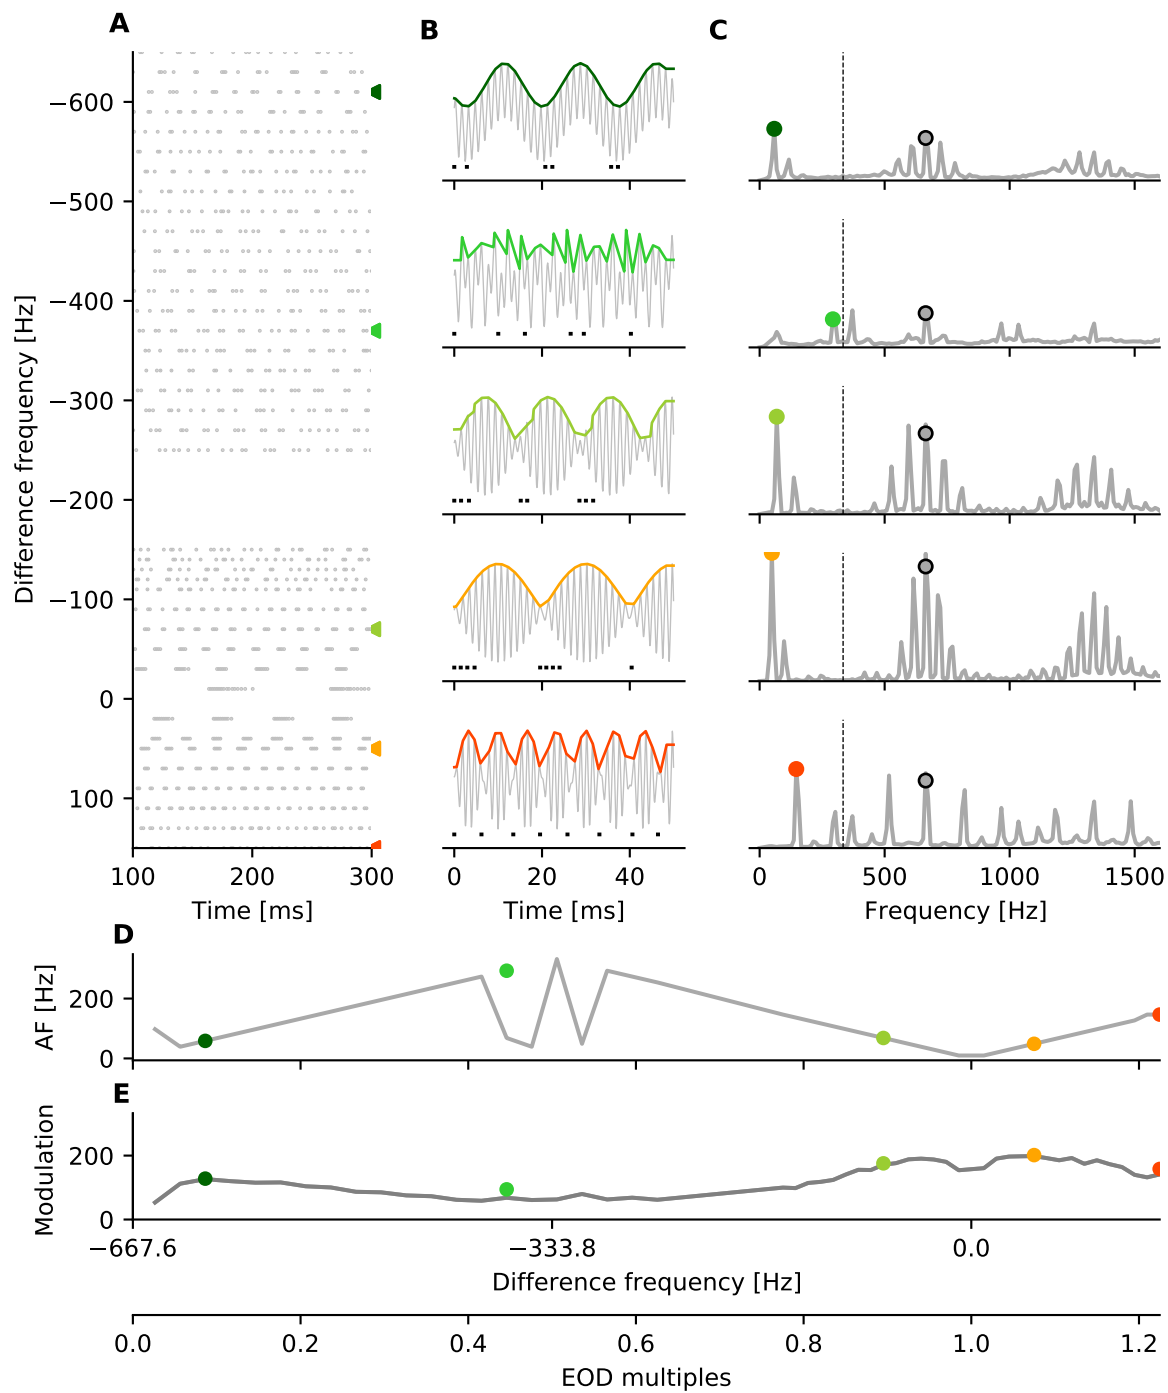 A
B
C
Difference frequency [Hz]
−600
−500
−400
−300
−200
−100
0
100
100
200
300
Time [ms]
0
20
40
Time [ms]
0
500
1000
1500
Frequency [Hz]
D
AF [Hz]
200
0
E
Modulation
200
0
−667.6
−333.8
0.0
Difference frequency [Hz]
0.0
0.2
0.4
0.6
0.8
1.0
1.2
EOD multiples